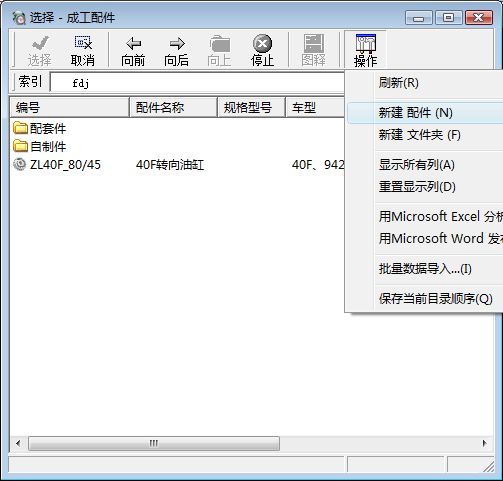 选择 - 成工配件
选择 取消 向前 向后 向上 停止 图释 操作
索引 fdj
编号 配件名称 规格型号 车型
配套件
自制件
ZL40F_80/45 40F转向油缸 40F、942
刷新(R)
新建 配件 (N)
新建 文件夹 (F)
显示所有列(A)
重置显示列(D)
用Microsoft Excel 分析
用Microsoft Word 发布
批量数据导入...(I)
保存当前目录顺序(Q)